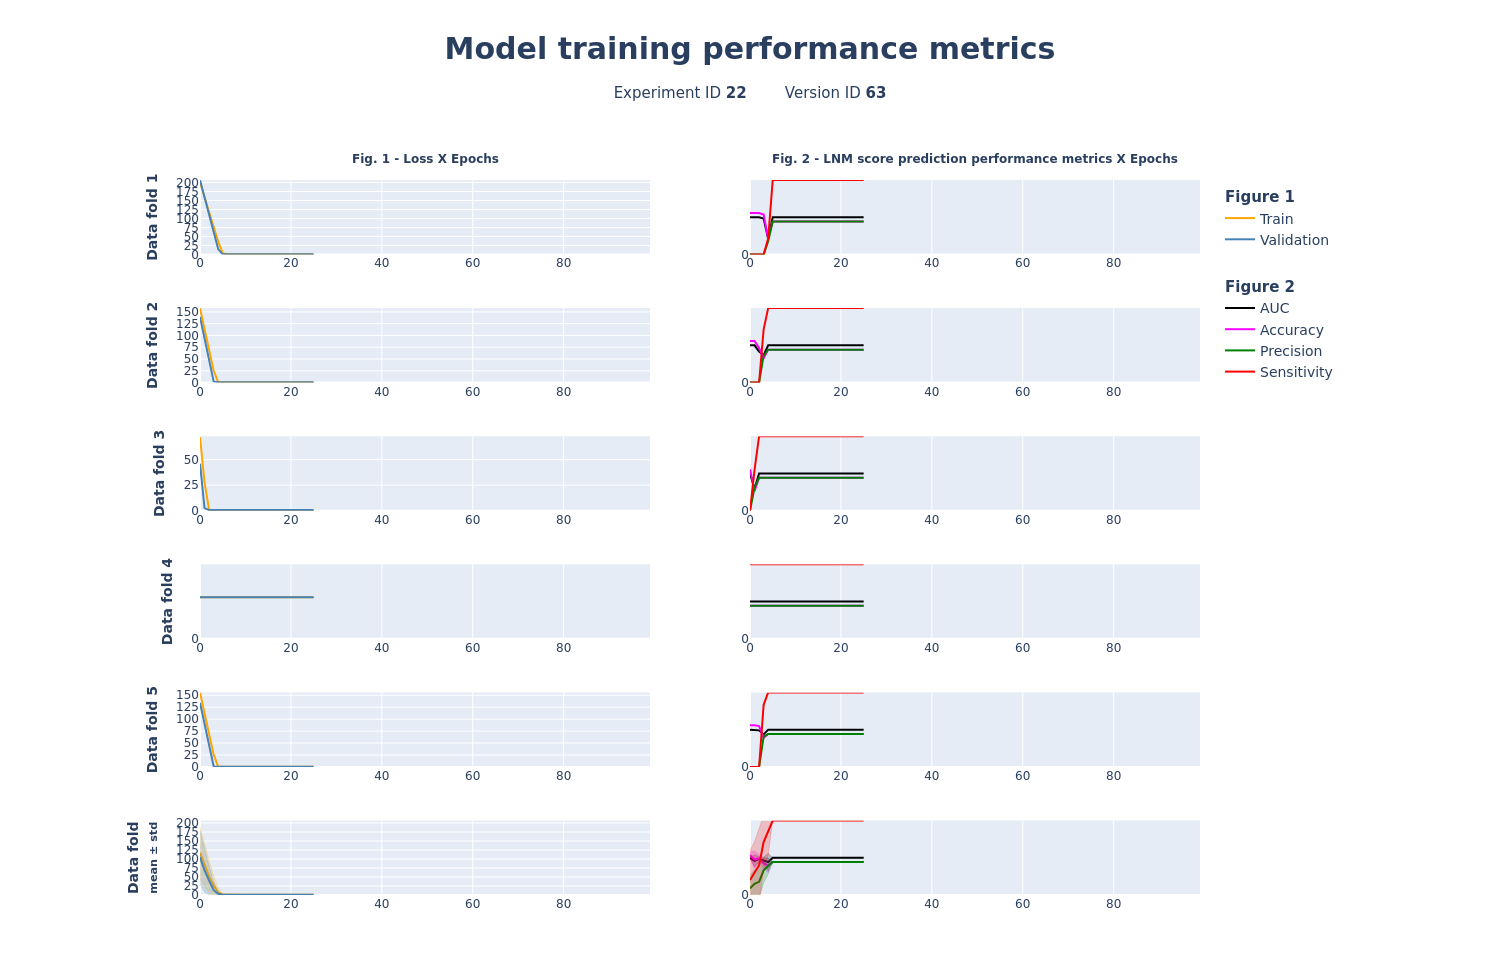 Model training performance metrics
Experiment ID 22 Version ID 63
Fig. 1 - Loss X Epochs
Fig. 2 - LNM score prediction performance metrics X Epochs
Data fold 1
200
175
150
125
100
75
50
25
0
0 20 40 60 80
0
0 20 40 60 80
Figure 1
Train
Validation
Figure 2
AUC
Accuracy
Precision
Sensitivity
Data fold 2
150
125
100
75
50
25
0
0 20 40 60 80
0
0 20 40 60 80
Data fold 3
50
25
0
0 20 40 60 80
0
0 20 40 60 80
Data fold 4
0
0 20 40 60 80
0
0 20 40 60 80
Data fold 5
150
125
100
75
50
25
0
0 20 40 60 80
0
0 20 40 60 80
Data fold
mean ± std
200
175
150
125
100
75
50
25
0
0 20 40 60 80
0
0 20 40 60 80